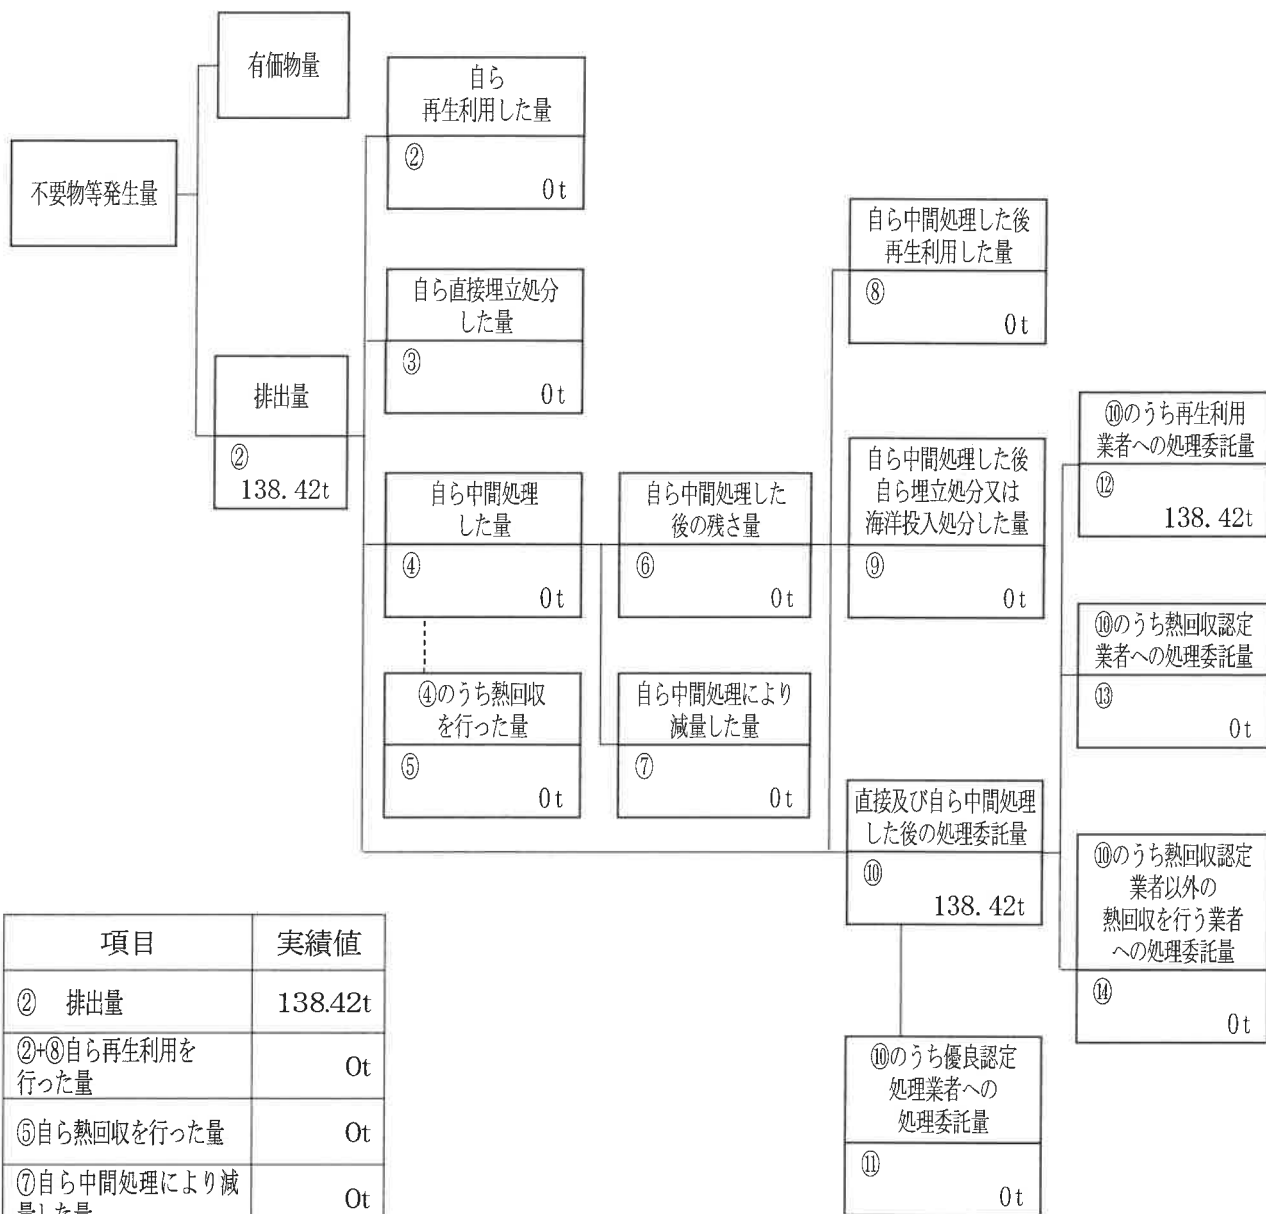 不要物等発生量
有価物量
排出量
②
138.42t
自ら
再生利用した量
②
0t
自ら直接埋立処分
した量
③
0t
自ら中間処理
した量
④
0t
④のうち熱回収
を行った量
⑤
0t
自ら中間処理した
後の残さ量
⑥
0t
自ら中間処理により
減量した量
⑦
0t
自ら中間処理した後
再生利用した量
⑧
0t
自ら中間処理した後
自ら埋立処分又は
海洋投入処分した量
⑨
0t
直接及び自ら中間処理
した後の処理委託量
⑩
138.42t
⑩のうち優良認定
処理業者への
処理委託量
⑪
0t
⑩のうち再生利用
業者への処理委託量
⑫
138.42t
⑩のうち熱回収認定
業者への処理委託量
⑬
0t
⑩のうち熱回収認定
業者以外の
熱回収を行う業者
への処理委託量
⑭
0t
項目 実績値
② 排出量 138.42t
②+⑧自ら再生利用を
行った量 0t
⑤自ら熱回収を行った量 0t
⑦自ら中間処理により減
量した量 0t